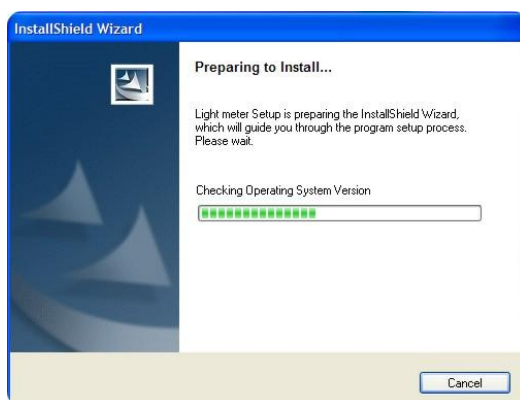 InstallShield Wizard
Preparing to Install...
Light meter Setup is preparing the InstallShield Wizard,
which will guide you through the program setup process.
Please wait.
Checking Operating System Version
Cancel